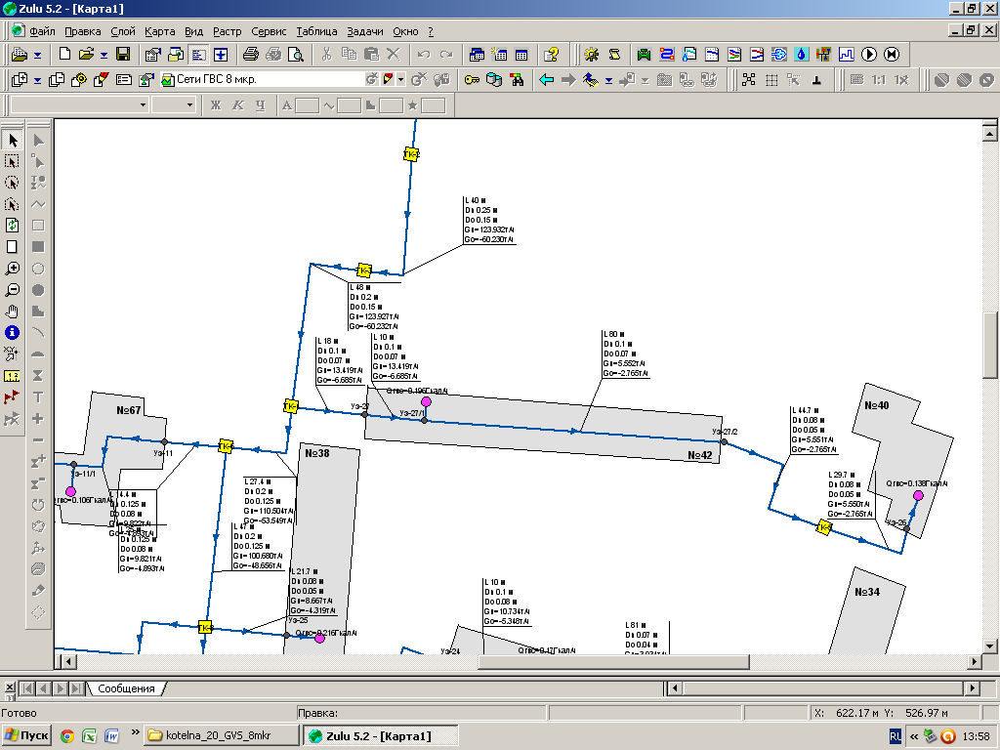 Zulu 5.2 - [Карта1]
Файл Правка Слой Карта Вид Растр Сервис Таблица Задачи Окно ?
Сети ГВС 8 мкр.
1:1
Ж К Ч
А
ТК-2
L 40 м
Dп 0.25 м
Dо 0.15 м
Gп=123.932т/ч
Gо=-60.230т/ч
L 48 м
Dп 0.2 м
Dо 0.15 м
Gп=123.927т/ч
Gо=-60.232т/ч
L 18 м
Dп 0.1 м
Dо 0.07 м
Gп=13.419т/ч
Gо=-6.685т/ч
L 10 м
Dп 0.1 м
Dо 0.07 м
Gп=13.419т/ч
Gо=-6.685т/ч
L 80 м
Dп 0.1 м
Dо 0.07 м
Gп=5.552т/ч
Gо=-2.765т/ч
Qгвс=0.196Гкал/ч
Уз-27
Уз-27/1
Уз-27/2
№42
№67
Уз-11
Уз-11/1
№38
№40
L 44.7 м
Dп 0.08 м
Dо 0.05 м
Gп=5.551т/ч
Gо=-2.765т/ч
L 29.7 м
Dп 0.08 м
Dо 0.05 м
Gп=5.550т/ч
Gо=-2.765т/ч
Qгвс=0.138Гкал/ч
Уз-26
L 27.4 м
Dп 0.2 м
Dо 0.125 м
Gп=110.504т/ч
Gо=-53.549т/ч
L 47 м
Dп 0.2 м
Dо 0.125 м
Gп=100.680т/ч
Gо=-48.656т/ч
гвс=0.106Гкал/ч
L 4.4 м
Dп 0.125 м
Dо 0.08 м
Gп=9.822т/ч
Gо=-4.893т/ч
Dп 0.125 м
Dо 0.08 м
Gп=9.821т/ч
Gо=-4.893т/ч
L 21.7 м
Dп 0.08 м
Dо 0.05 м
Gп=8.667т/ч
Gо=-4.319т/ч
Уз-25
Qгвс=0.216Гкал/ч
L 10 м
Dп 0.1 м
Dо 0.08 м
Gп=10.734т/ч
Gо=-5.348т/ч
Уз-24
Qгвс=0.17Гкал/ч
L 81 м
Dп 0.07 м
Dо 0.04 м
№34
Сообщения
Готово
Правка:
X: 622.17 м Y: 526.97 м
Пуск
kotelna_20_GVS_8mkr
Zulu 5.2 - [Карта1]
RL
13:58